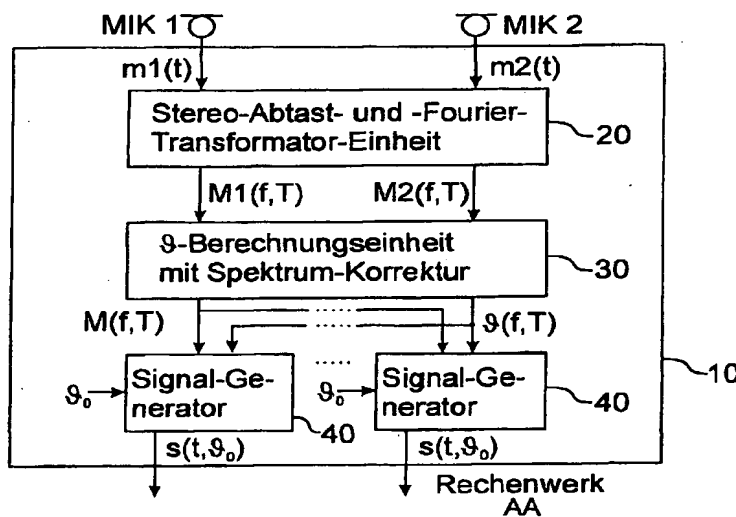 MIK 1
MIK 2
m1(t)
m2(t)
Stereo-Abtast- und -Fourier-
Transformator-Einheit
20
M1(f,T)
M2(f,T)
ϑ-Berechnungseinheit
mit Spektrum-Korrektur
30
M(f,T)
ϑ(f,T)
ϑ₀
Signal-Ge-
nerator
40
ϑ₀
Signal-Ge-
nerator
40
10
s(t,ϑ₀)
s(t,ϑ₀)
Rechenwerk
AA